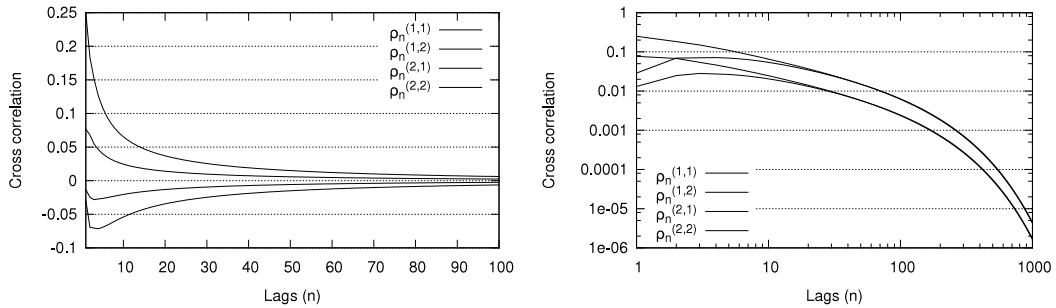 0.25
0.2
0.15
0.1
0.05
0
-0.05
-0.1
Cross correlation
ρₙ⁽¹,¹⁾
ρₙ⁽¹,²⁾
ρₙ⁽²,¹⁾
ρₙ⁽²,²⁾
10 20 30 40 50 60 70 80 90 100
Lags (n)
1
0.1
0.01
0.001
0.0001
1e-05
1e-06
Cross correlation
ρₙ⁽¹,¹⁾
ρₙ⁽¹,²⁾
ρₙ⁽²,¹⁾
ρₙ⁽²,²⁾
1 10 100 1000
Lags (n)